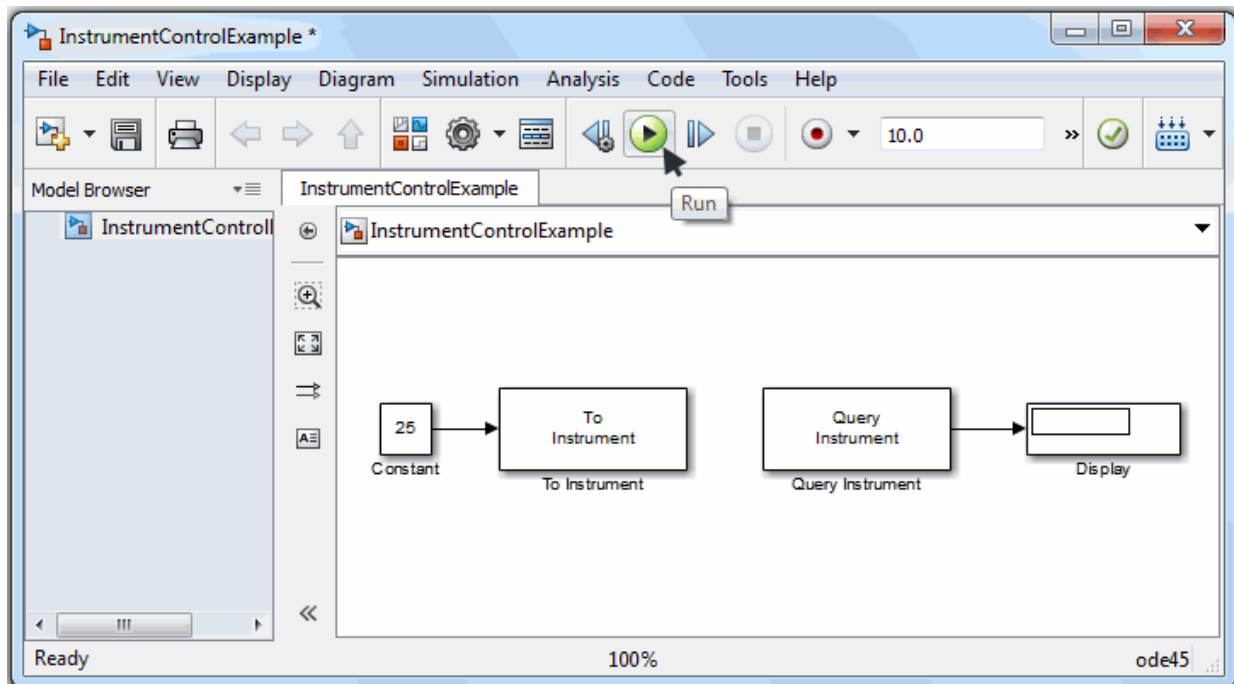 InstrumentControlExample *
File Edit View Display Diagram Simulation Analysis Code Tools Help
10.0
»
Model Browser
InstrumentControlExample
Run
InstrumentControll
InstrumentControlExample
25
Constant
To
Instrument
To Instrument
Query
Instrument
Query Instrument
Display
Ready 100% ode45